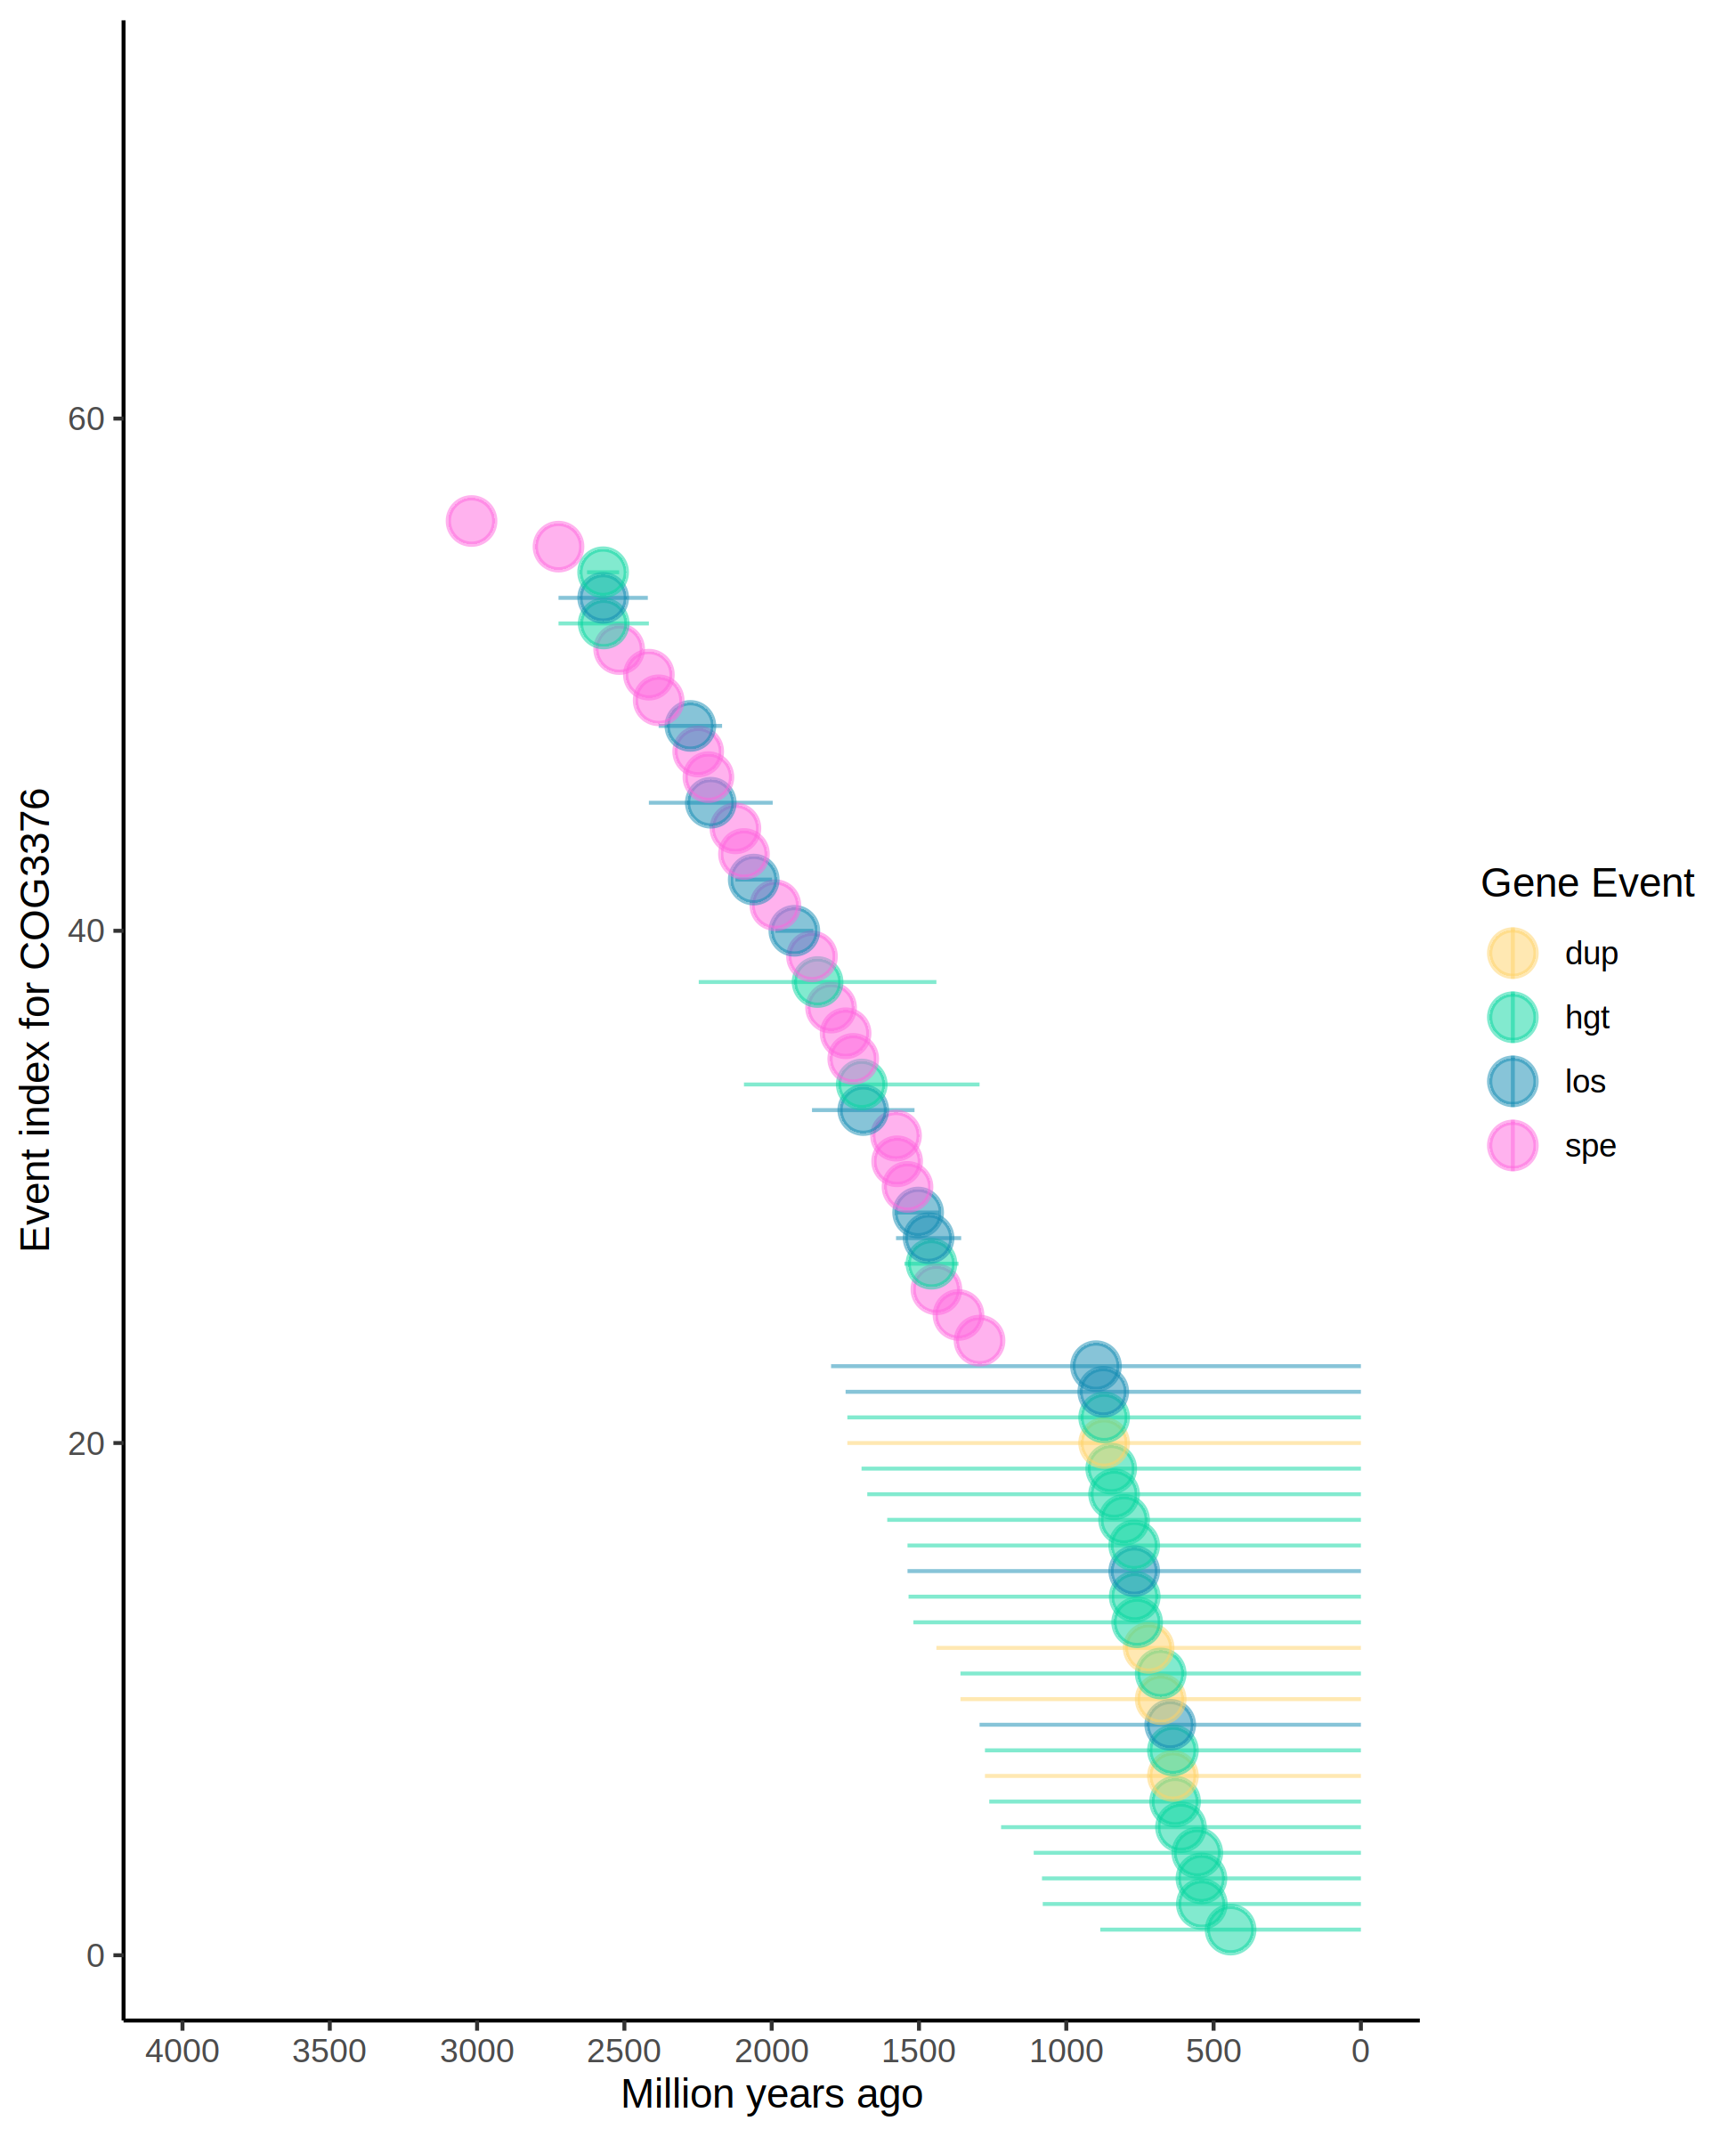 60
40
20
0
Event index for COG3376
4000 3500 3000 2500 2000 1500 1000 500 0
Million years ago
Gene Event
dup
hgt
los
spe